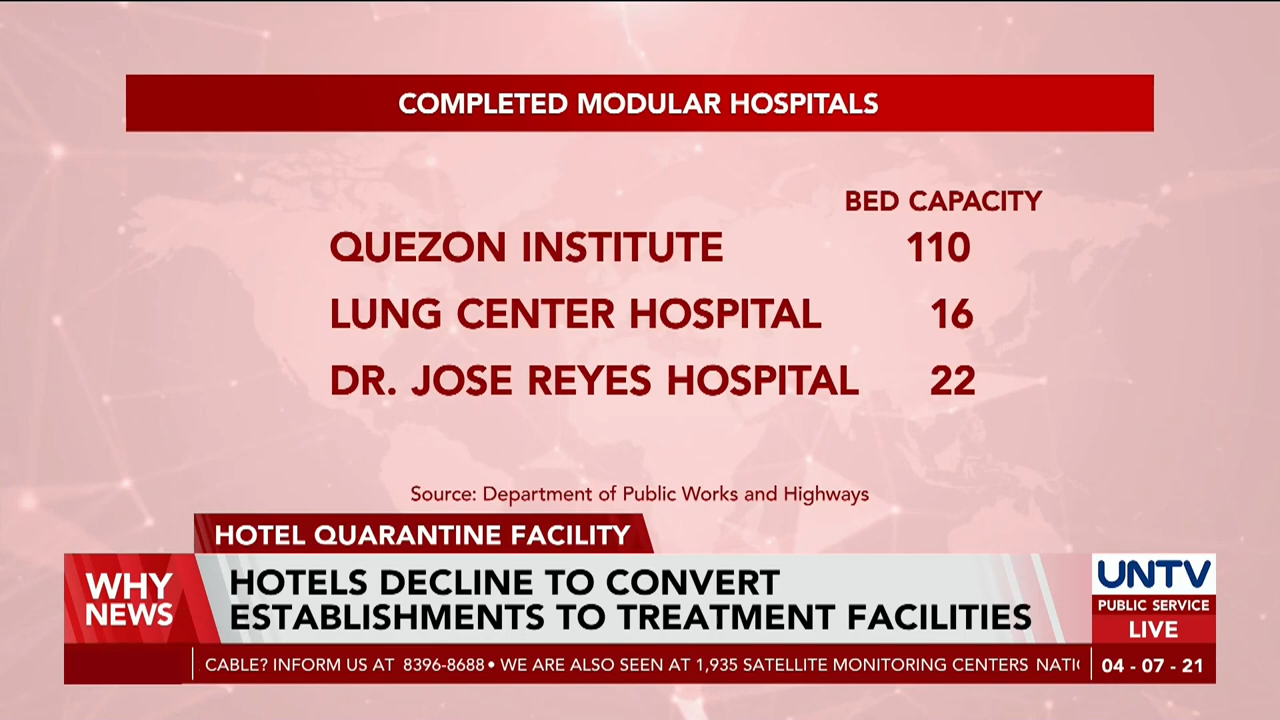 COMPLETED MODULAR HOSPITALS
BED CAPACITY
QUEZON INSTITUTE 110
LUNG CENTER HOSPITAL 16
DR. JOSE REYES HOSPITAL 22
Source: Department of Public Works and Highways
HOTEL QUARANTINE FACILITY
WHY
NEWS
HOTELS DECLINE TO CONVERT
ESTABLISHMENTS TO TREATMENT FACILITIES
UNTV
PUBLIC SERVICE
LIVE
CABLE? INFORM US AT 8396-8688• WE ARE ALSO SEEN AT 1,935 SATELLITE MONITORING CENTERS
04 - 07 - 21